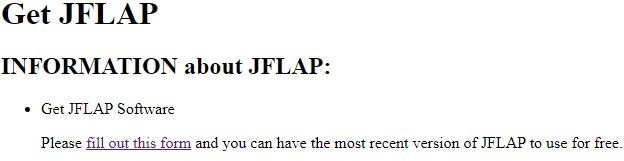 Get JFLAP
INFORMATION about JFLAP:
Get JFLAP Software
Please fill out this form and you can have the most recent version of JFLAP to use for free.